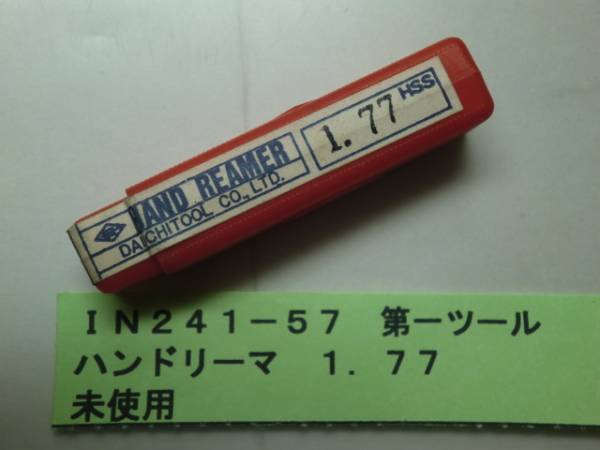 HAND REAMER
DAIICHITOOL CO., LTD.
1.77 HSS
IN241-57 第一ツール
ハンドリーマ 1.77
未使用